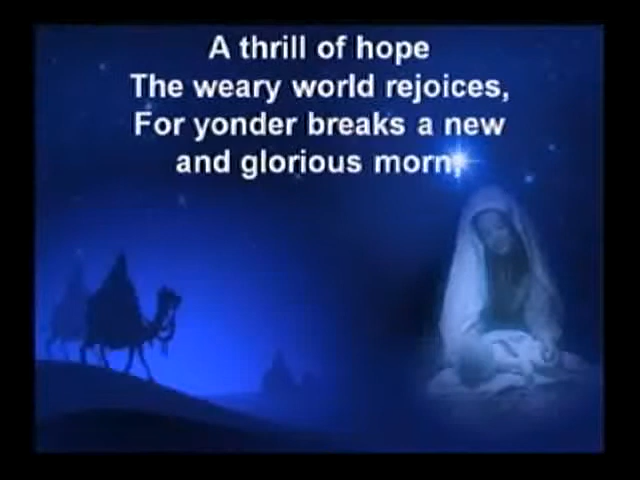 A thrill of hope
The weary world rejoices,
For yonder breaks a new
and glorious morn,